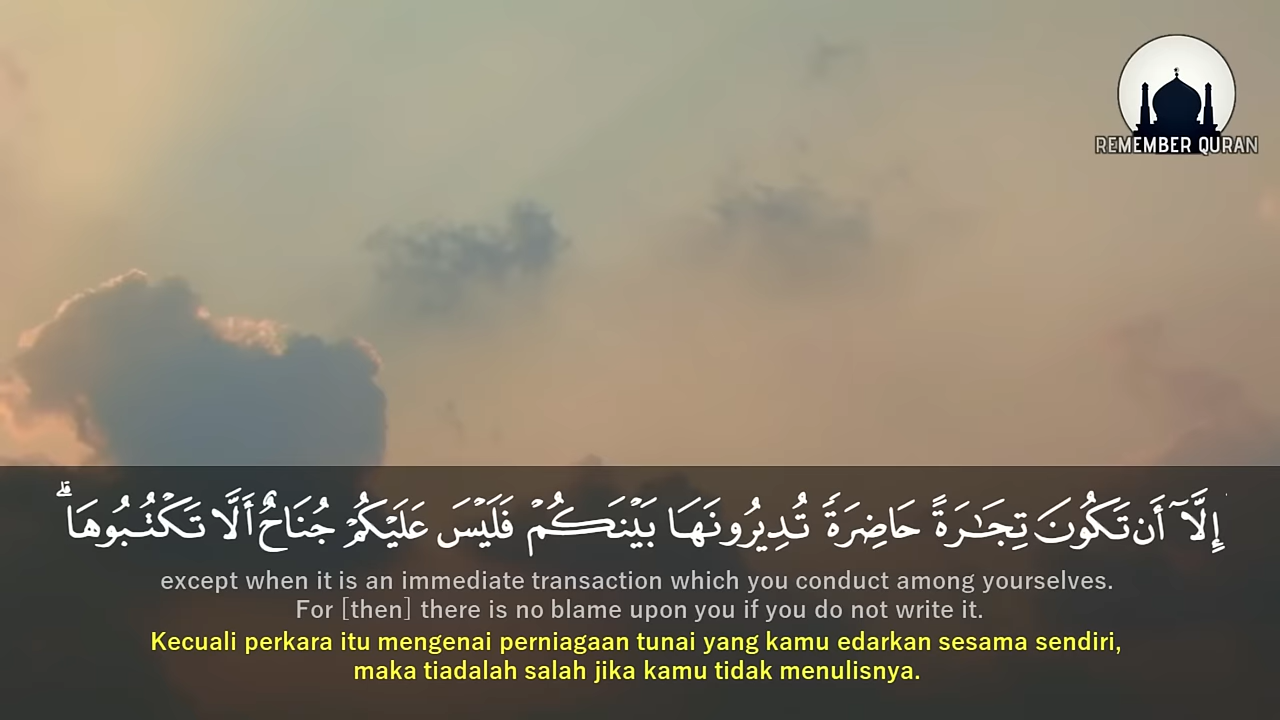 REMEMBER QURAN
إِلَّآ أَن تَكُونَ تِجَـٰرَةً حَاضِرَةً تُدِيرُونَهَا بَيْنَكُمْ فَلَيْسَ عَلَيْكُمْ جُنَاحٌ أَلَّا تَكْتُبُوهَا ۗ
except when it is an immediate transaction which you conduct among yourselves.
For [then] there is no blame upon you if you do not write it.
Kecuali perkara itu mengenai perniagaan tunai yang kamu edarkan sesama sendiri,
maka tiadalah salah jika kamu tidak menulisnya.